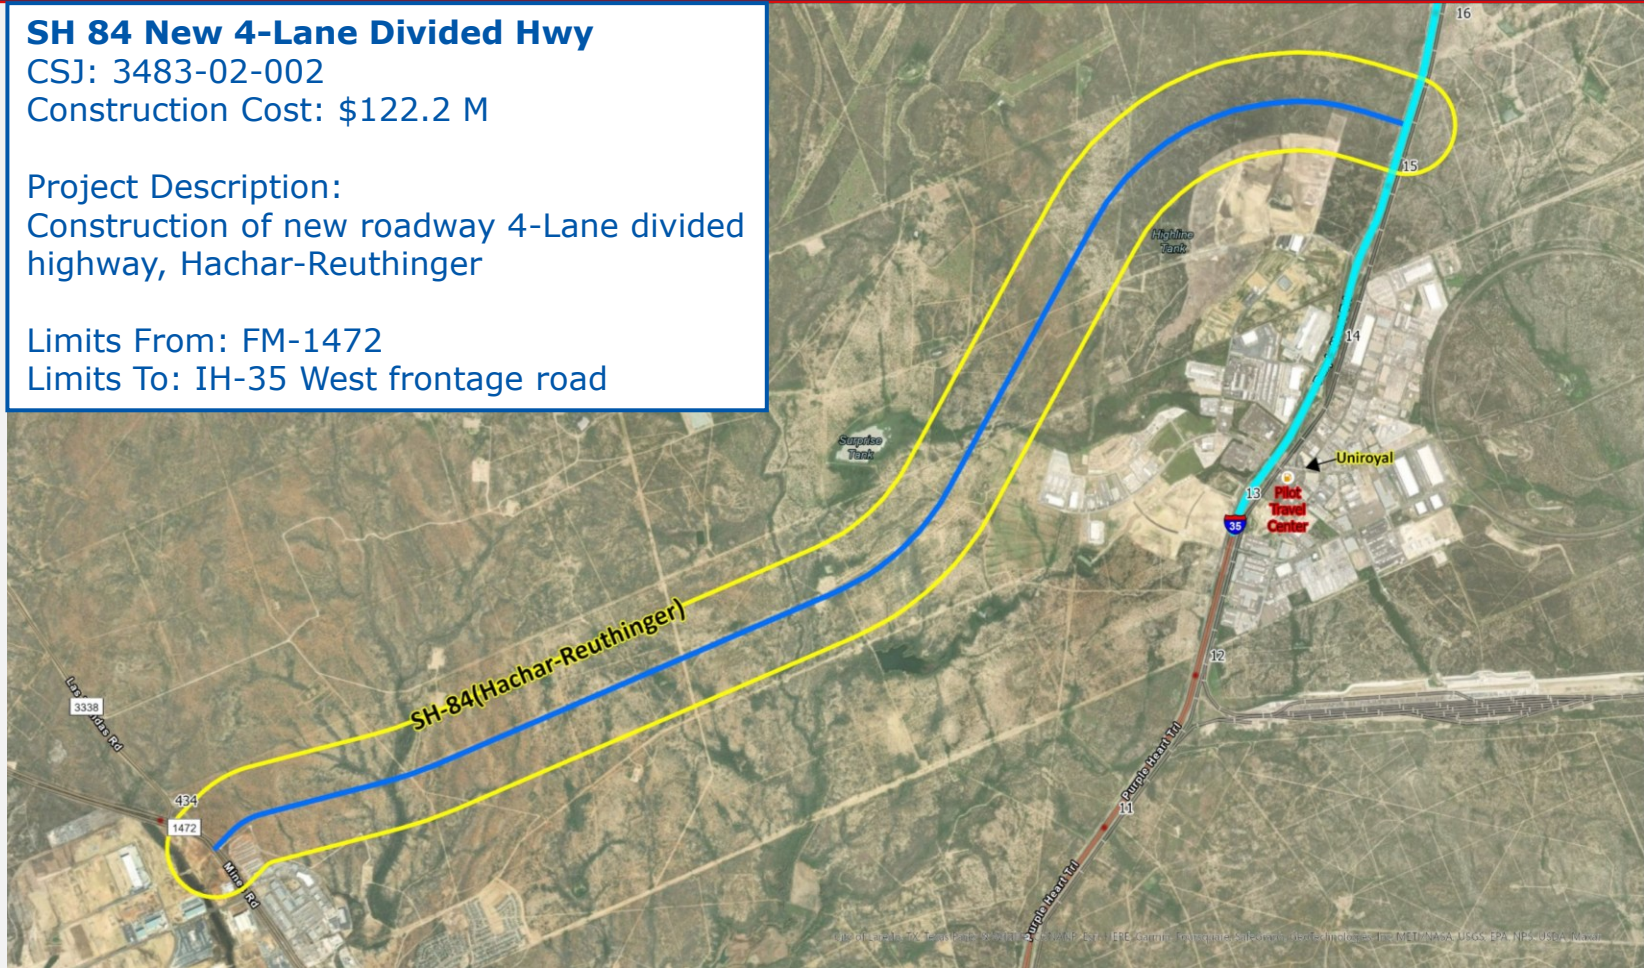 SH 84 New 4-Lane Divided Hwy
CSJ: 3483-02-002
Construction Cost: $122.2 M
Project Description:
Construction of new roadway 4-Lane divided
highway, Hachar-Reuthinger
Limits From: FM-1472
Limits To: IH-35 West frontage road
16
15
Highline
Tank
14
Surprise
Tank
Uniroyal
13
Pilot
Travel
Center
35
SH-84(Hachar-Reuthinger)
12
3338
Rd
Purple Heart Trl
434
11
1472
Mines Rd
Purple Heart Trl